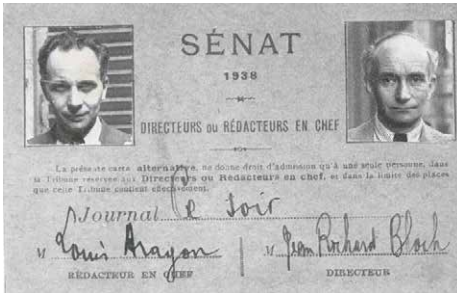 SÉNAT
1938
DIRECTEURS OU RÉDACTEURS EN CHEF
La présente carte alternative, ne donne droit d'admission qu'à une seule personne, dans
la Tribune réservée aux Directeurs ou Rédacteurs en chef, et dans la limite des places
que cette Tribune contient effectivement.
Journal Ce Soir
" Louis Aragon " Jean Richard Bloch
RÉDACTEUR EN CHEF DIRECTEUR